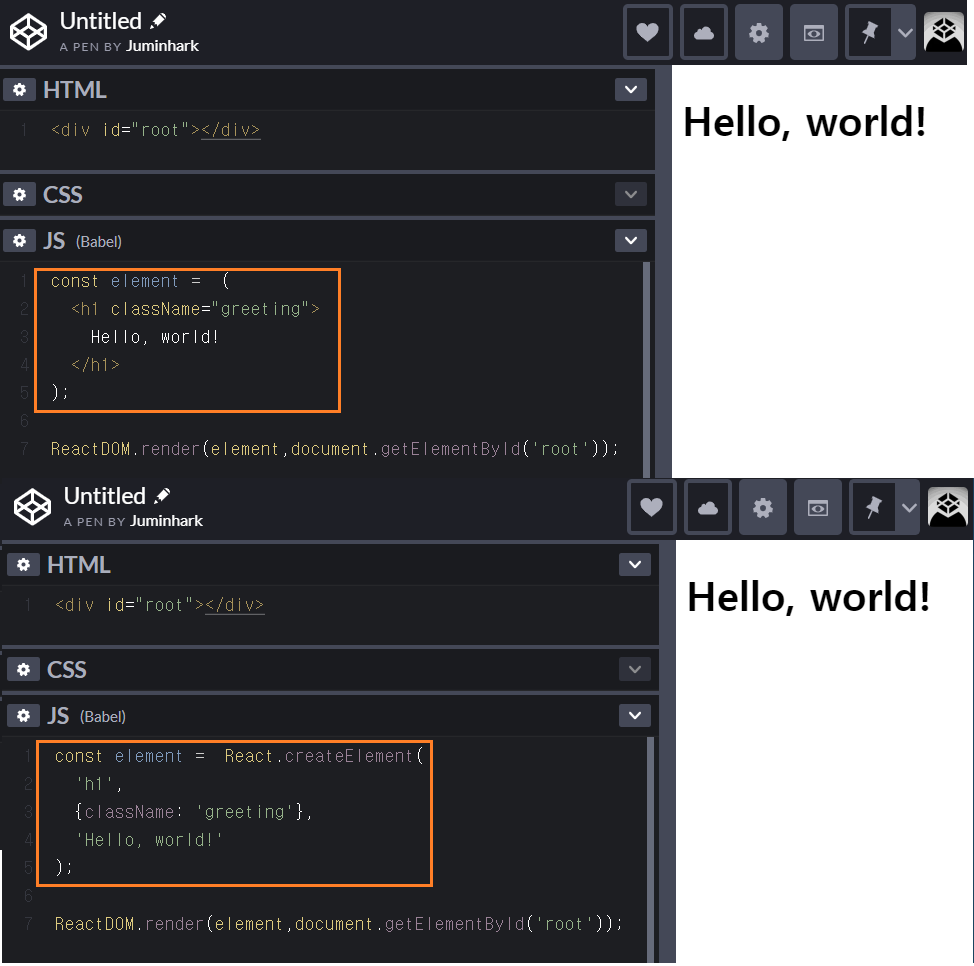 Untitled
A PEN BY Juminhark
HTML
1 <div id="root"></div>
CSS
JS (Babel)
1 const element = (
2 <h1 className="greeting">
3 Hello, world!
4 </h1>
5 );
6
7 ReactDOM.render(element,document.getElementById('root'));
Hello, world!
Untitled
A PEN BY Juminhark
HTML
1 <div id="root"></div>
CSS
JS (Babel)
1 const element = React.createElement(
2 'h1',
3 {className: 'greeting'},
4 'Hello, world!'
5 );
6
7 ReactDOM.render(element,document.getElementById('root'));
Hello, world!